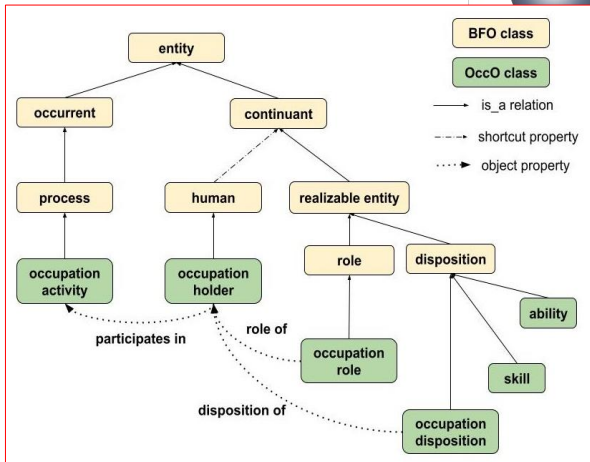 entity
BFO class
OccO class
is_a relation
shortcut property
object property
occurrent
continuant
process
human
realizable entity
occupation
activity
occupation
holder
role
disposition
participates in
role of
occupation
role
ability
skill
disposition of
occupation
disposition